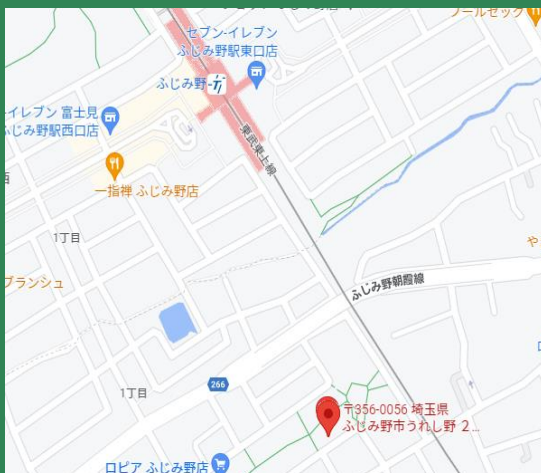 ノールセック
セブン-イレブン
ふじみ野駅東口店
ふじみ野
イレブン 富士見
ふじみ野駅西口店
東武東上線
一指禅 ふじみ野店
1丁目
や
ブランシュ
ふじみ野朝霞線
266
1丁目
〒356-0056 埼玉県
ふじみ野市うれし野 2...
ロピア ふじみ野店